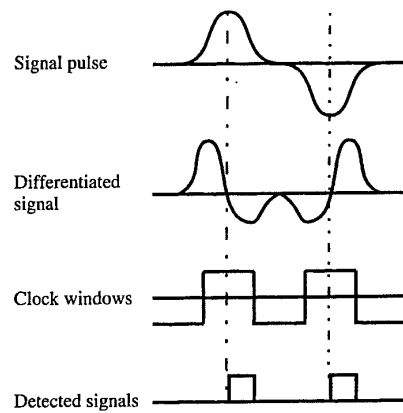 Signal pulse
Differentiated
signal
Clock windows
Detected signals